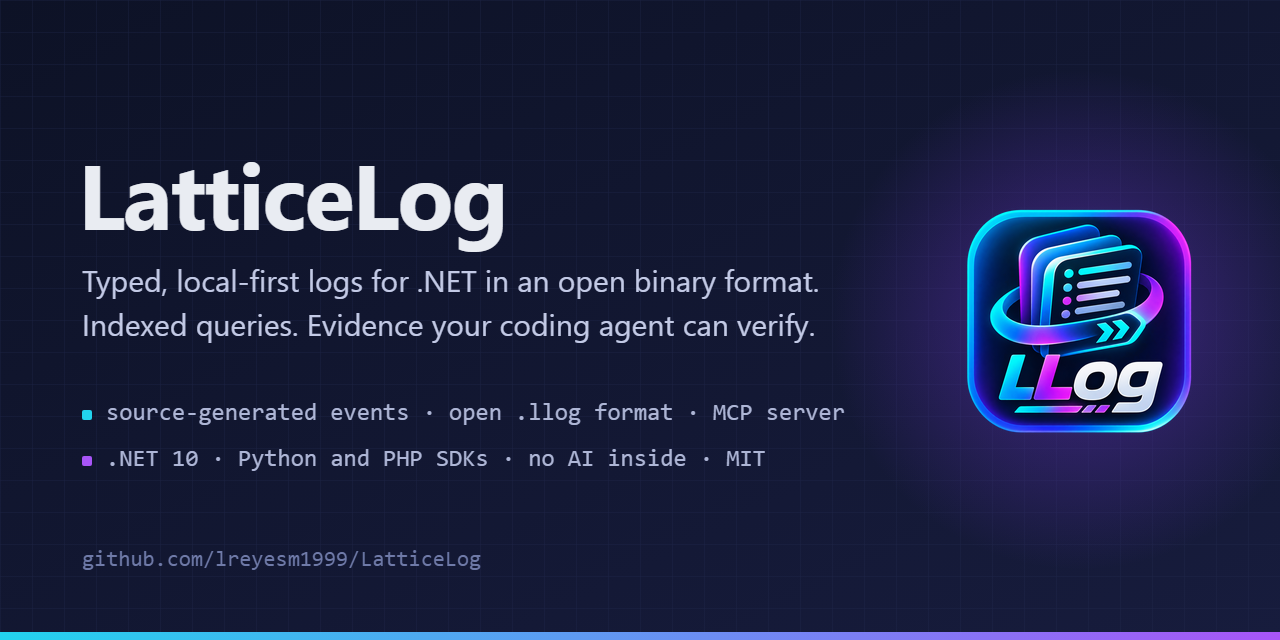 LatticeLog
Typed, local-first logs for .NET in an open binary format.
Indexed queries. Evidence your coding agent can verify.
source-generated events · open .llog format · MCP server
.NET 10 · Python and PHP SDKs · no AI inside · MIT
github.com/lreyesm1999/LatticeLog
LLog